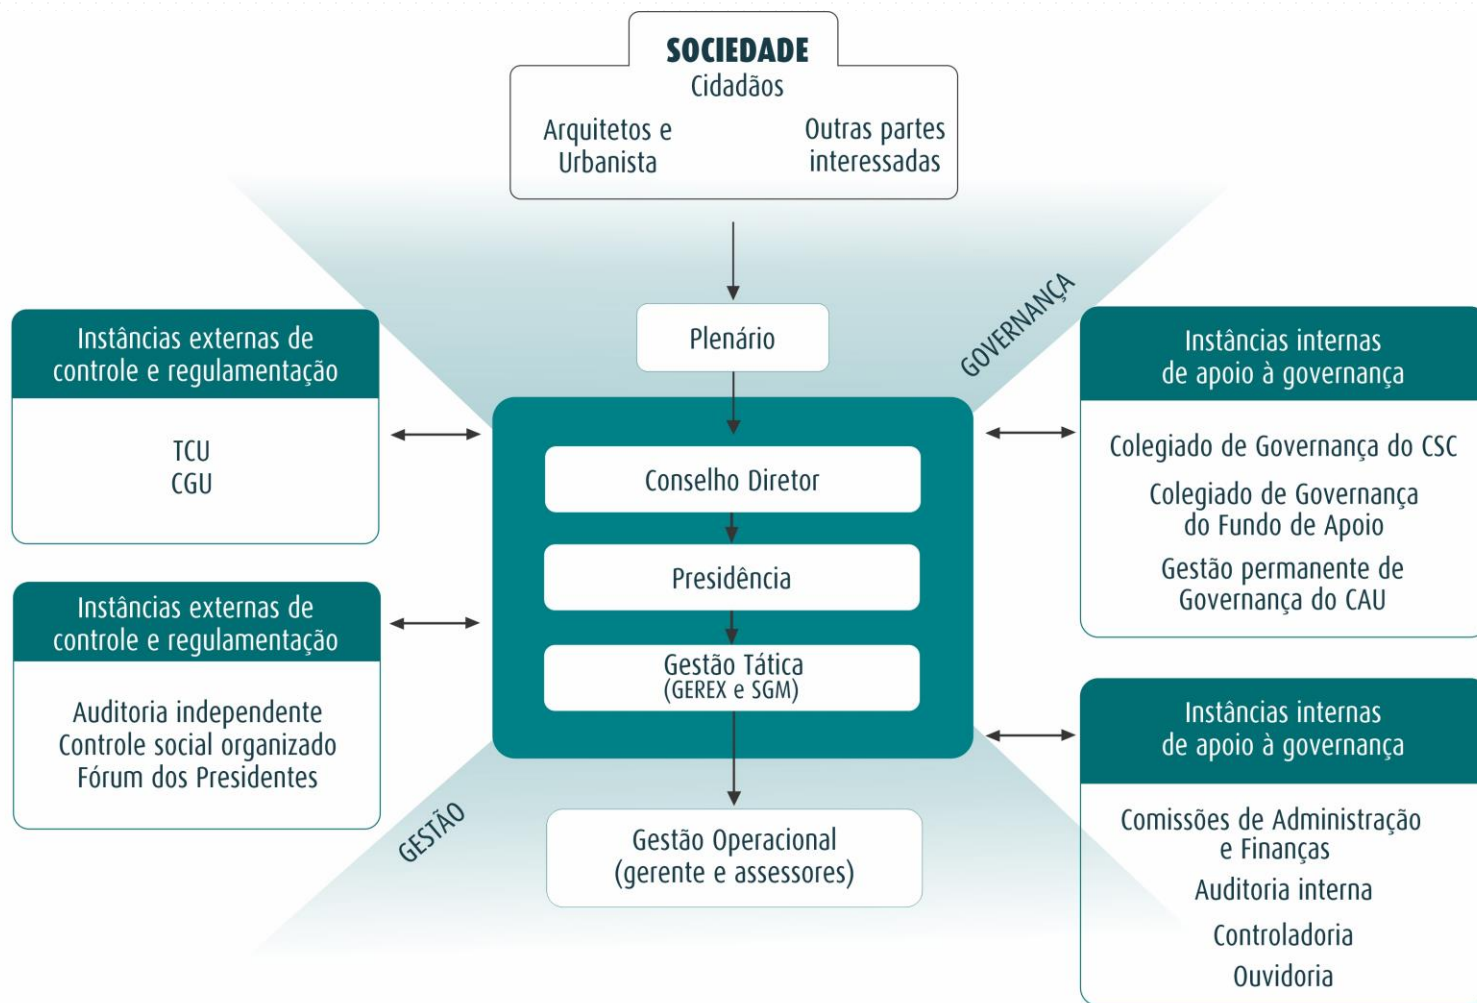 SOCIEDADE
Cidadãos
Arquitetos e
Urbanista
Outras partes
interessadas
GOVERNANÇA
Plenário
Instâncias externas de
controle e regulamentação
TCU
CGU
Instâncias externas de
controle e regulamentação
Auditoria independente
Controle social organizado
Fórum dos Presidentes
Conselho Diretor
Presidência
Gestão Tática
(GEREX e SGM)
GESTÃO
Gestão Operacional
(gerente e assessores)
Instâncias internas
de apoio à governança
Colegiado de Governança do CSC
Colegiado de Governança
do Fundo de Apoio
Gestão permanente de
Governança do CAU
Instâncias internas
de apoio à governança
Comissões de Administração
e Finanças
Auditoria interna
Controladoria
Ouvidoria